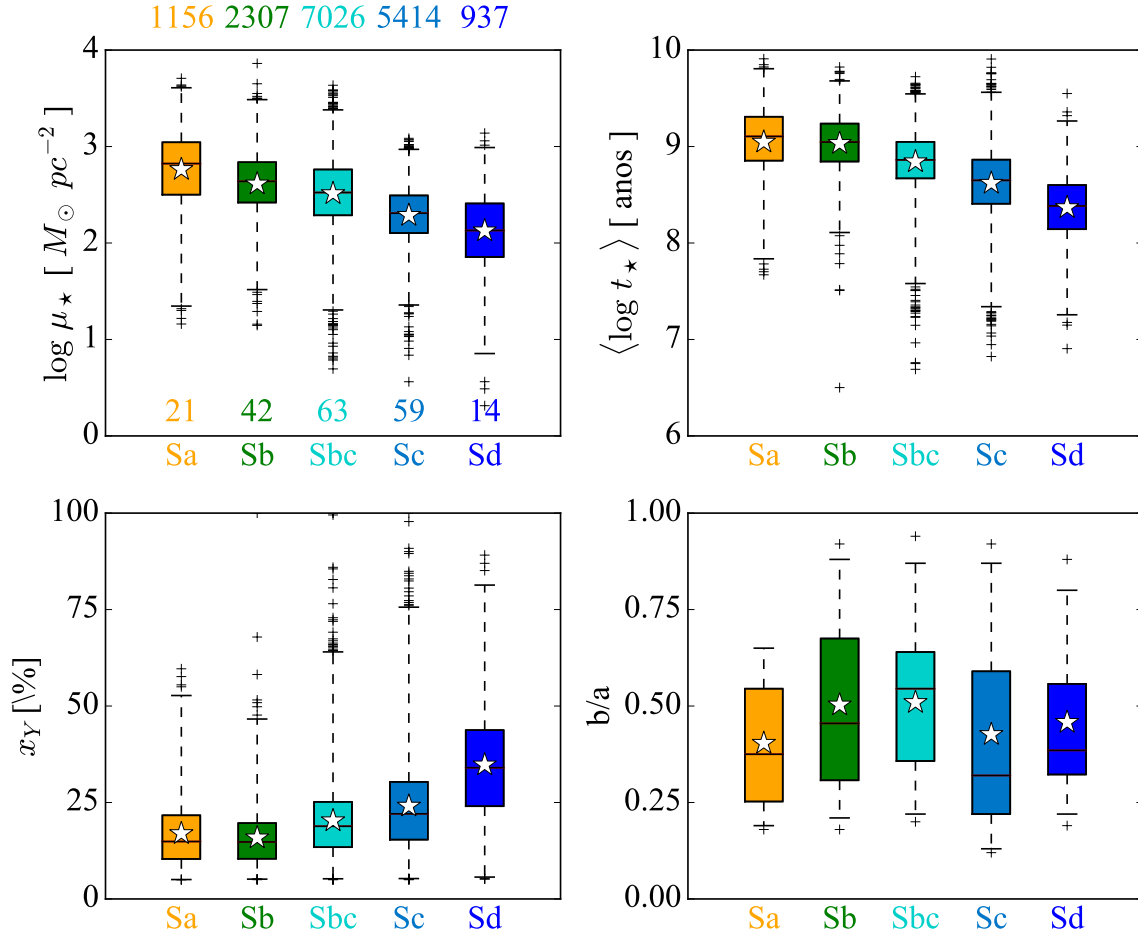 1156 2307 7026 5414 937
4
3
2
1
0
log μ⋆ [ M⊙ pc⁻² ]
21 42 63 59 14
Sa Sb Sbc Sc Sd
10
9
8
7
6
⟨log t⋆⟩ [ anos ]
Sa Sb Sbc Sc Sd
100
75
50
25
0
x_Y [\%]
Sa Sb Sbc Sc Sd
1.00
0.75
0.50
0.25
0.00
b/a
Sa Sb Sbc Sc Sd